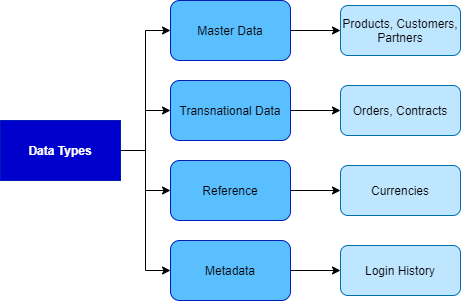 Data Types
Master Data
Products, Customers,
Partners
Transnational Data
Orders, Contracts
Reference
Currencies
Metadata
Login History